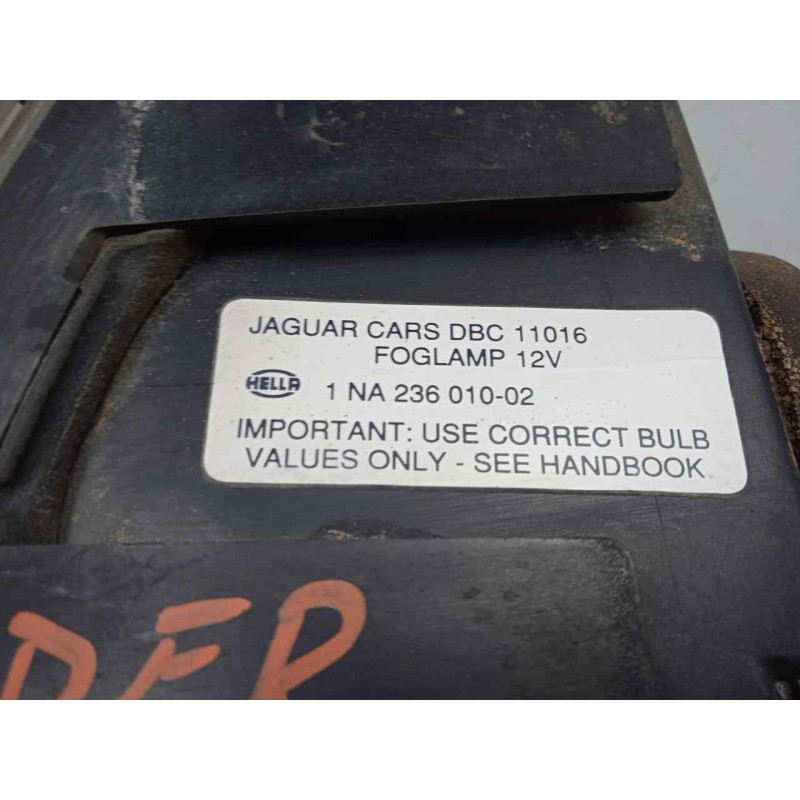 JAGUAR CARS DBC 11016
FOGLAMP 12V
HELLA 1 NA 236 010-02
IMPORTANT: USE CORRECT BULB
VALUES ONLY - SEE HANDBOOK
DER